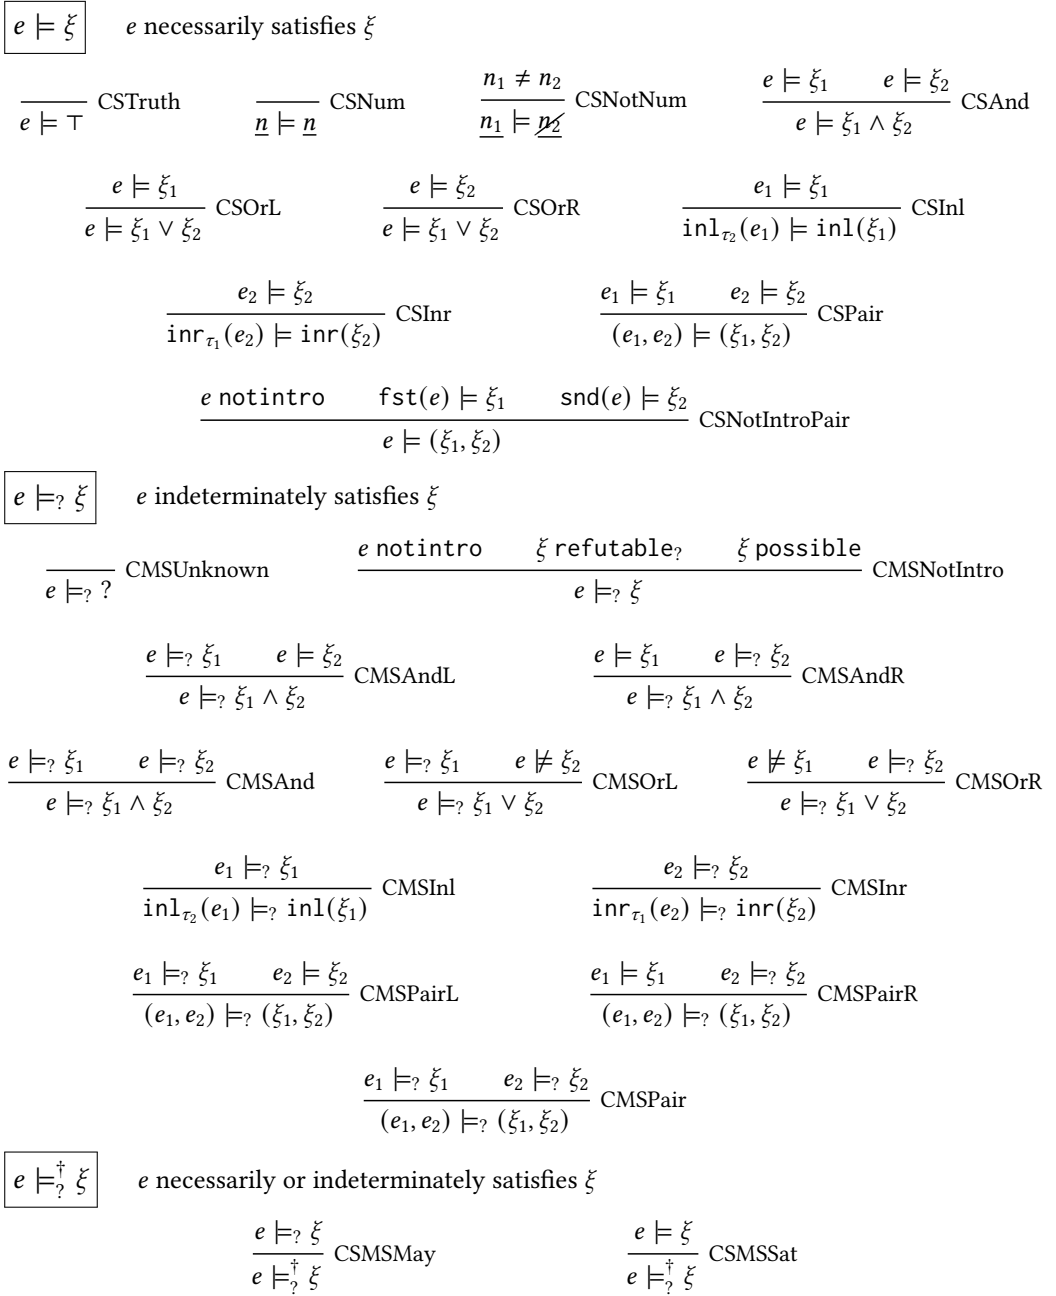 e ⊨ ξ    e necessarily satisfies ξ
n₁ ≠ n₂    e ⊨ ξ₁    e ⊨ ξ₂
e ⊨ ⊤ CSTruth    n ⊨ n CSNum    n₁ ⊨ n̸₂ CSNotNum    e ⊨ ξ₁ ∧ ξ₂ CSAnd
e ⊨ ξ₁    e ⊨ ξ₂    e₁ ⊨ ξ₁
e ⊨ ξ₁ ∨ ξ₂ CSOrL    e ⊨ ξ₁ ∨ ξ₂ CSOrR    inl_τ₂(e₁) ⊨ inl(ξ₁) CSInl
e₂ ⊨ ξ₂    e₁ ⊨ ξ₁    e₂ ⊨ ξ₂
inr_τ₁(e₂) ⊨ inr(ξ₂) CSInr    (e₁, e₂) ⊨ (ξ₁, ξ₂) CSPair
e notintro    fst(e) ⊨ ξ₁    snd(e) ⊨ ξ₂
e ⊨ (ξ₁, ξ₂) CSNotIntroPair
e ⊨? ξ    e indeterminately satisfies ξ
e notintro    ξ refutable?    ξ possible
e ⊨? ? CMSUnknown    e ⊨? ξ CMSNotIntro
e ⊨? ξ₁    e ⊨ ξ₂    e ⊨ ξ₁    e ⊨? ξ₂
e ⊨? ξ₁ ∧ ξ₂ CMSAndL    e ⊨? ξ₁ ∧ ξ₂ CMSAndR
e ⊨? ξ₁    e ⊨? ξ₂    e ⊨? ξ₁    e ⊭ ξ₂    e ⊭ ξ₁    e ⊨? ξ₂
e ⊨? ξ₁ ∧ ξ₂ CMSAnd    e ⊨? ξ₁ ∨ ξ₂ CMSOrL    e ⊨? ξ₁ ∨ ξ₂ CMSOrR
e₁ ⊨? ξ₁    e₂ ⊨? ξ₂
inl_τ₂(e₁) ⊨? inl(ξ₁) CMSInl    inr_τ₁(e₂) ⊨? inr(ξ₂) CMSInr
e₁ ⊨? ξ₁    e₂ ⊨ ξ₂    e₁ ⊨ ξ₁    e₂ ⊨? ξ₂
(e₁, e₂) ⊨? (ξ₁, ξ₂) CMSPairL    (e₁, e₂) ⊨? (ξ₁, ξ₂) CMSPairR
e₁ ⊨? ξ₁    e₂ ⊨? ξ₂
(e₁, e₂) ⊨? (ξ₁, ξ₂) CMSPair
e ⊨?† ξ    e necessarily or indeterminately satisfies ξ
e ⊨? ξ    e ⊨ ξ
e ⊨?† ξ CSMSMay    e ⊨?† ξ CSMSSat